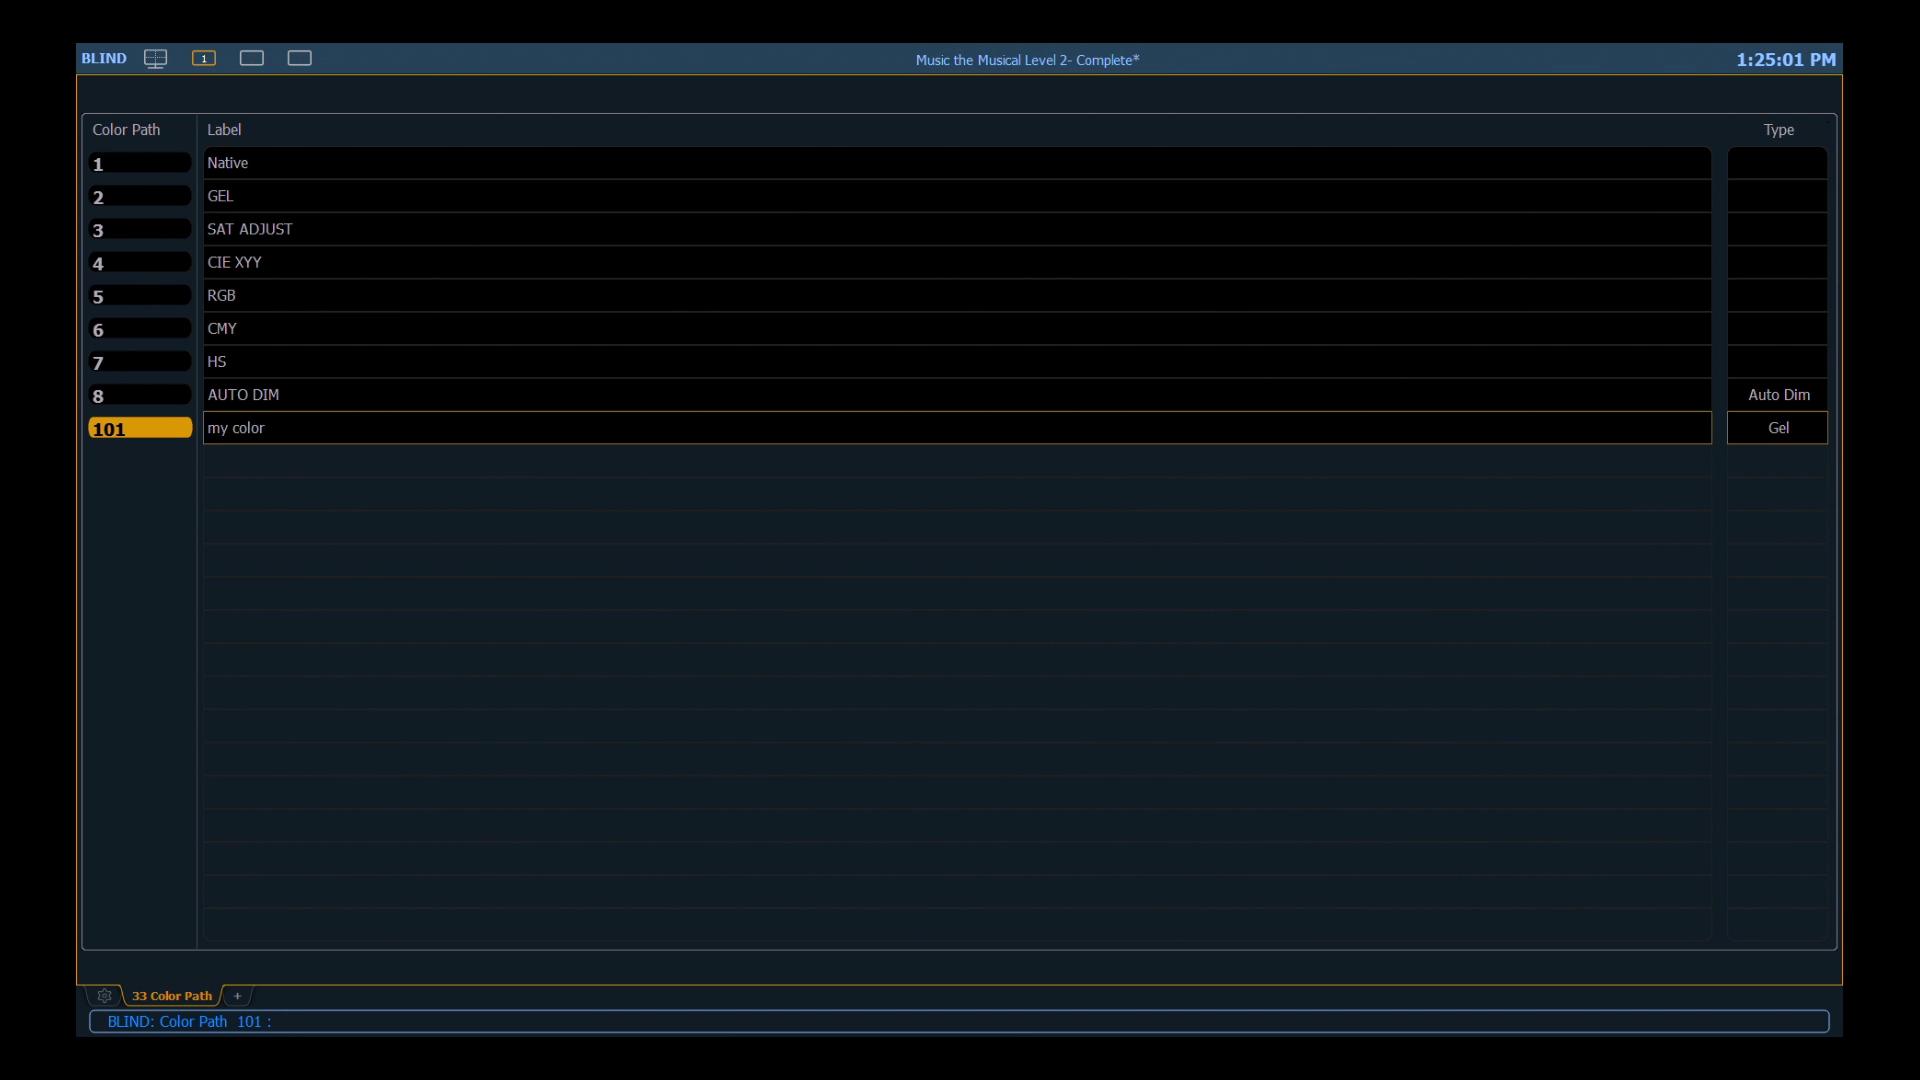 BLIND 1 Music the Musical Level 2- Complete* 1:25:01 PM
Color Path Label Type
1 Native
2 GEL
3 SAT ADJUST
4 CIE XYY
5 RGB
6 CMY
7 HS
8 AUTO DIM Auto Dim
101 my color Gel
33 Color Path +
BLIND: Color Path 101 :